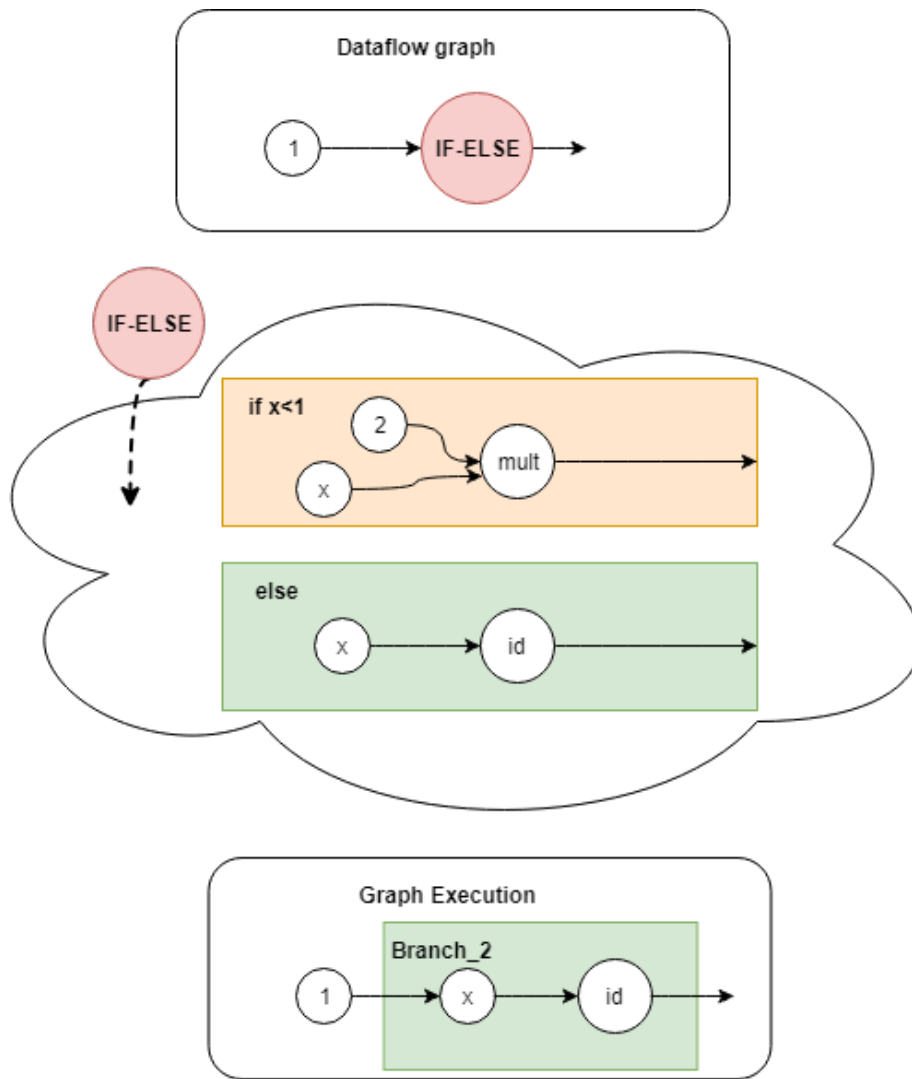 Dataflow graph
1
IF-ELSE
IF-ELSE
if x<1
2
x
mult
else
x
id
Graph Execution
Branch_2
1
x
id